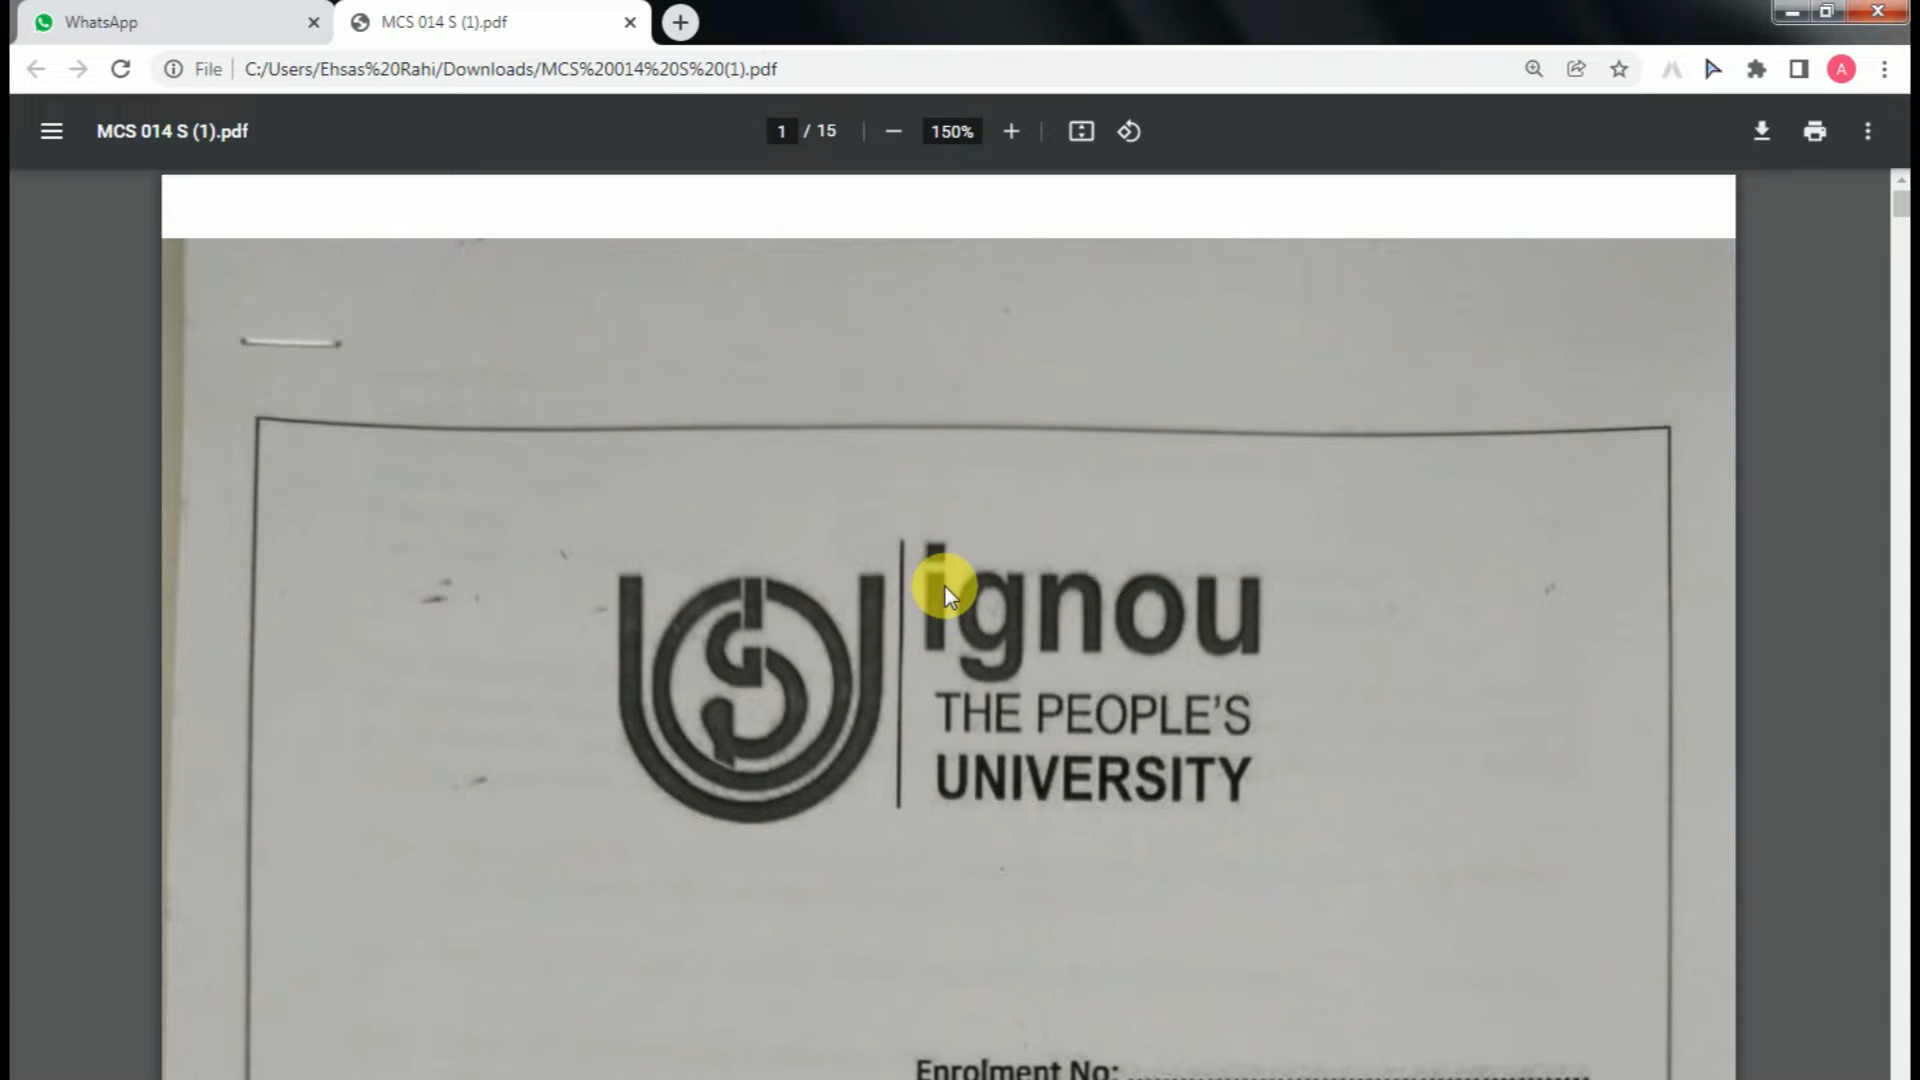 WhatsApp
MCS 014 S (1).pdf
File
C:/Users/Ehsas%20Rahi/Downloads/MCS%20014%20S%20(1).pdf
A
MCS 014 S (1).pdf
1 / 15
150%
ignou
THE PEOPLE'S
UNIVERSITY
Enrolment No: